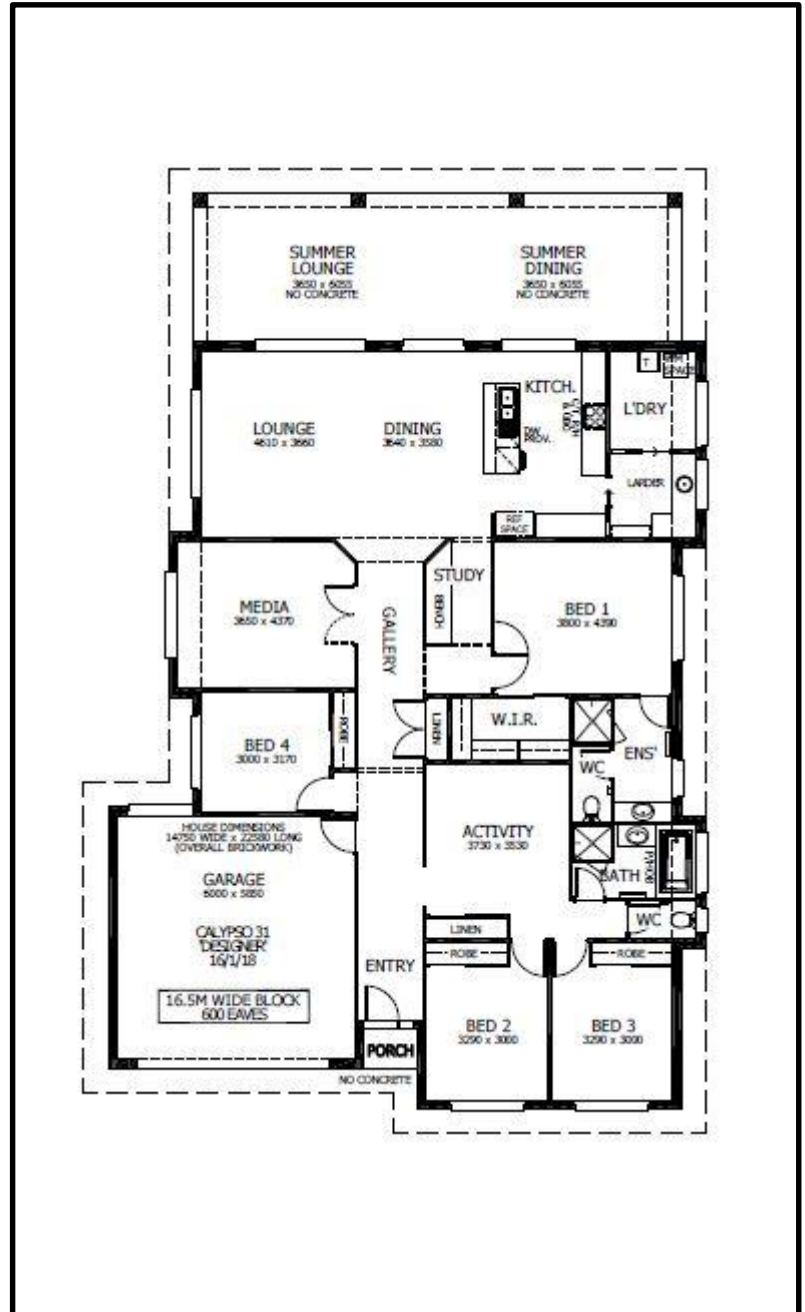 SUMMER
LOUNGE
3650 x 6055
NO CONCRETE
SUMMER
DINING
3650 x 6055
NO CONCRETE
KITCH.
T
SPACE
L'DRY
LOUNGE
4610 x 3660
DINING
3640 x 3580
DW
PROV.
LARDER
REF
SPACE
STUDY
BENCH
MEDIA
3650 x 4370
GALLERY
BED 1
3800 x 4390
ROBE
LINEN
W.I.R.
BED 4
3000 x 3170
WC
ENS'
HOUSE DIMENSIONS
14750 WIDE x 22580 LONG
(OVERALL BRICKWORK)
GARAGE
6000 x 5850
ACTIVITY
3730 x 3530
BATH
WC
CALYPSO 31
'DESIGNER'
16/1/18
LINEN
ENTRY
ROBE
ROBE
16.5M WIDE BLOCK
600 EAVES
PORCH
NO CONCRETE
BED 2
3290 x 3000
BED 3
3290 x 3000